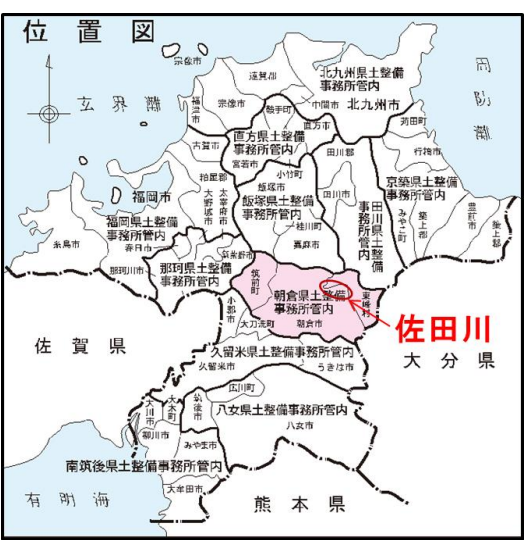 位置図
宗像市
遠賀郡
北九州県土整備
事務所管内
北九州市
周防灘
玄界灘
福津市
宗像市
鞍手町
中間市
苅田町
直方市
直方県土整備
事務所管内
宮若市
古賀市
田川郡
行橋市
小竹町
京築県土整備
事務所管内
粕屋郡
飯塚市
飯塚県土整備
事務所管内
田川市
田川県土整備
事務所管内
みやこ町
築上郡
豊前市
築上郡
福岡市
大野城市
太宰府市
福岡県土整備
事務所管内
春日市
桂川町
嘉麻市
糸島市
那珂川市
那珂県土整備
事務所管内
筑紫野市
筑前町
朝倉県土整備
事務所管内
朝倉市
東峰村
佐田川
小郡市
大刀洗町
佐賀県
大分県
久留米県土整備事務所管内
久留米市
うきは市
広川町
大川市
大木町
筑後市
八女県土整備事務所管内
八女市
柳川市
みやま市
南筑後県土整備事務所管内
大牟田市
有明海
熊本県